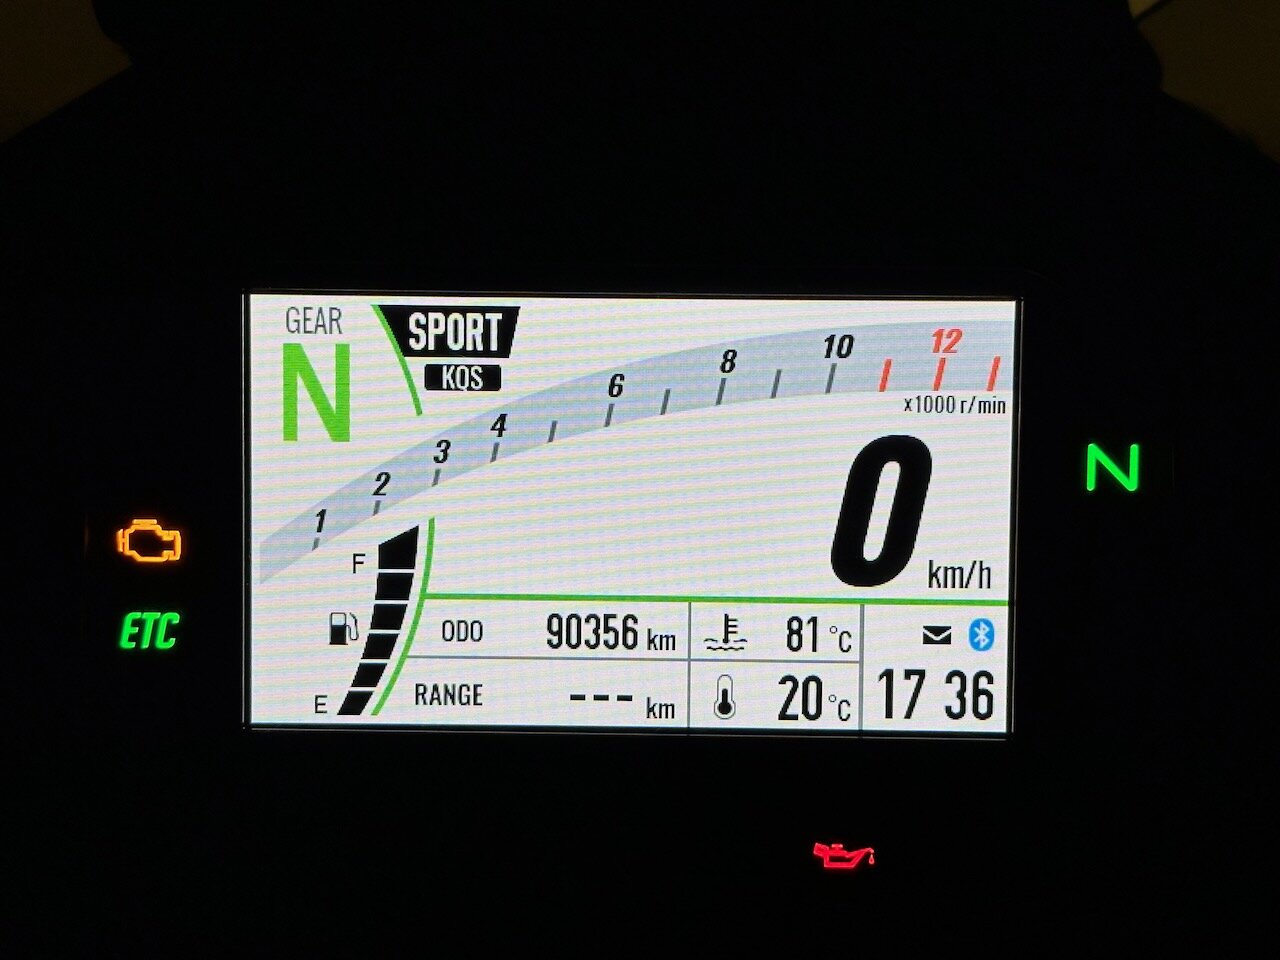 GEAR
SPORT
N
KQS
1 2 3 4 6 8 10 12
x1000 r/min
0 km/h
N
F
E
ETC
ODO 90356 km
RANGE --- km
81 °C
20 °C
17 36